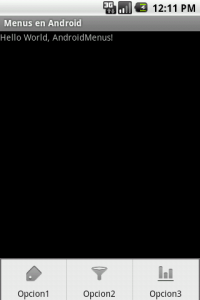 3G
12:11 PM
Menus en Android
Hello World, AndroidMenus!
Opcion1 Opcion2 Opcion3